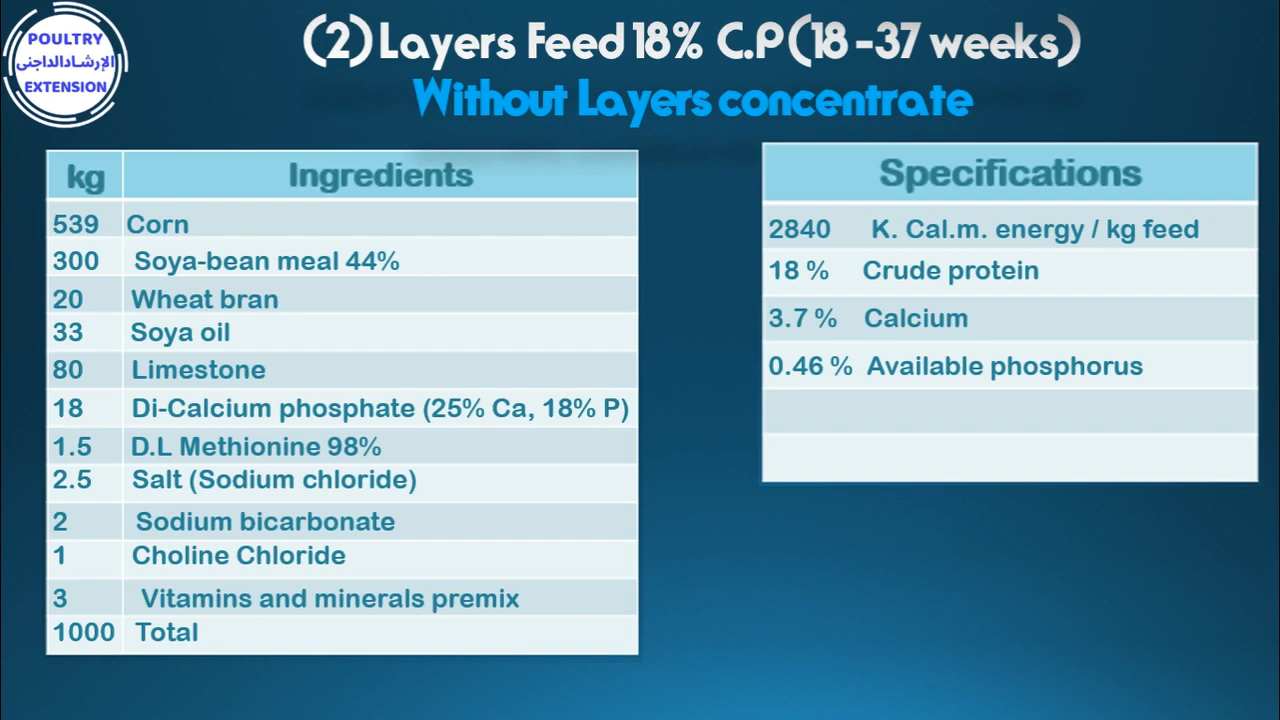 POULTRY
الإرشادالداجنى
EXTENSION
(2) Layers Feed 18% C.P (18 -37 weeks)
Without Layers concentrate
kg Ingredients
539 Corn
300 Soya-bean meal 44%
20 Wheat bran
33 Soya oil
80 Limestone
18 Di-Calcium phosphate (25% Ca, 18% P)
1.5 D.L Methionine 98%
2.5 Salt (Sodium chloride)
2 Sodium bicarbonate
1 Choline Chloride
3 Vitamins and minerals premix
1000 Total
Specifications
2840 K. Cal.m. energy / kg feed
18 % Crude protein
3.7 % Calcium
0.46 % Available phosphorus